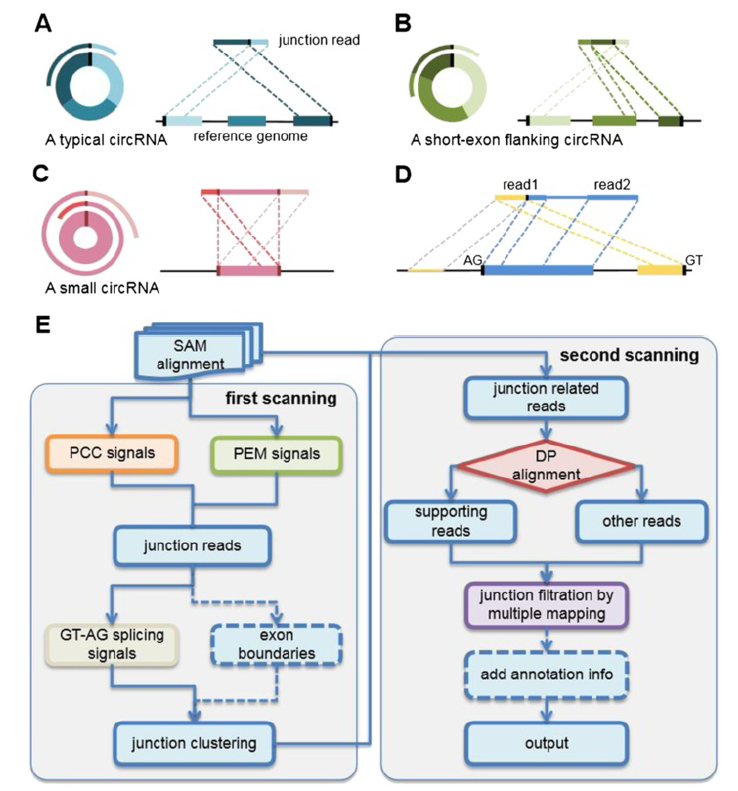 A
junction read
A typical circRNA
reference genome
B
A short-exon flanking circRNA
C
A small circRNA
D
read1
read2
AG
GT
E
SAM
alignment
first scanning
PCC signals
PEM signals
junction reads
GT-AG splicing
signals
exon
boundaries
junction clustering
second scanning
junction related
reads
DP
alignment
supporting
reads
other reads
junction filtration by
multiple mapping
add annotation info
output